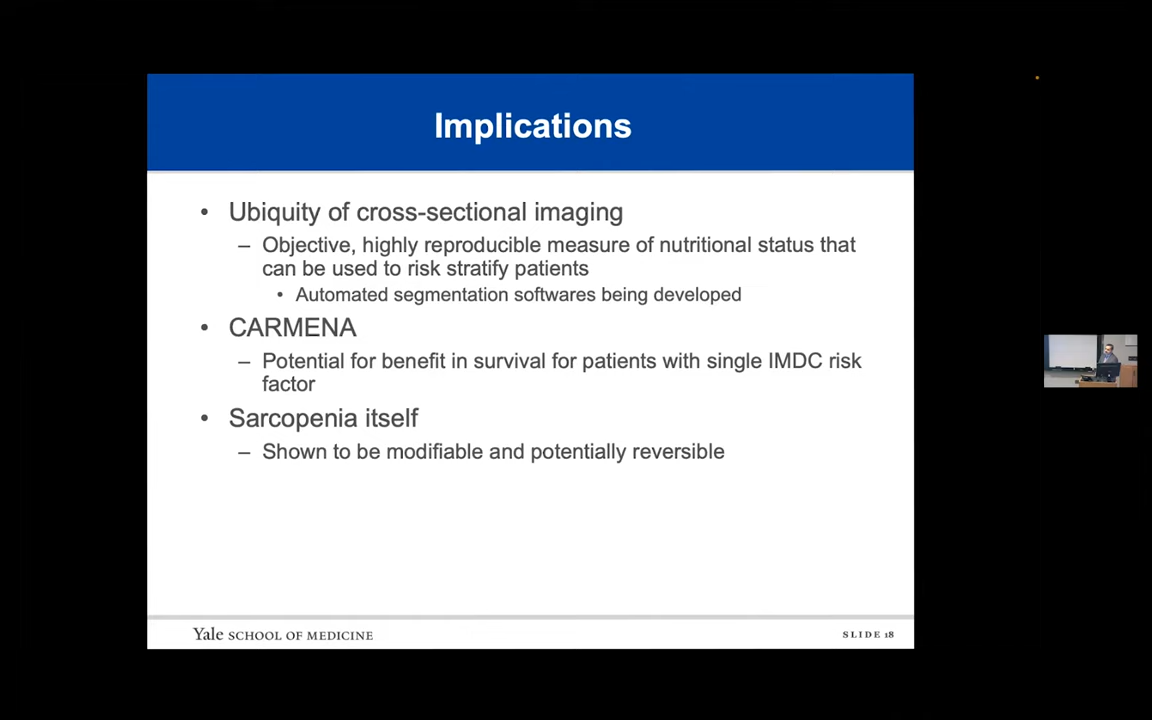 Implications
• Ubiquity of cross-sectional imaging
– Objective, highly reproducible measure of nutritional status that
can be used to risk stratify patients
• Automated segmentation softwares being developed
• CARMENA
– Potential for benefit in survival for patients with single IMDC risk
factor
• Sarcopenia itself
– Shown to be modifiable and potentially reversible
Yale SCHOOL OF MEDICINE
SLIDE 18